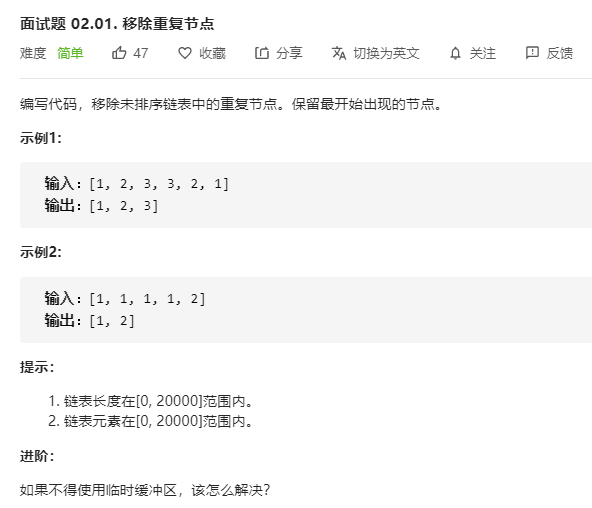 面试题 02.01. 移除重复节点
难度 简单 47 收藏 分享 切换为英文 关注 反馈
编写代码，移除未排序链表中的重复节点。保留最开始出现的节点。
示例1:
输入：[1, 2, 3, 3, 2, 1]
输出：[1, 2, 3]
示例2:
输入：[1, 1, 1, 1, 2]
输出：[1, 2]
提示：
1. 链表长度在[0, 20000]范围内。
2. 链表元素在[0, 20000]范围内。
进阶：
如果不得使用临时缓冲区，该怎么解决？